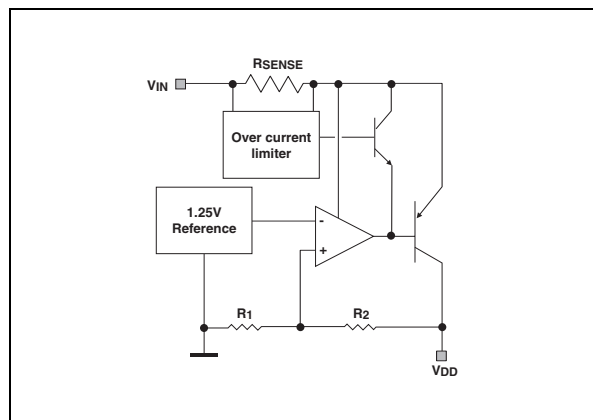 RSENSE
VIN
Over current
limiter
1.25V
Reference
-
+
R1
R2
VDD